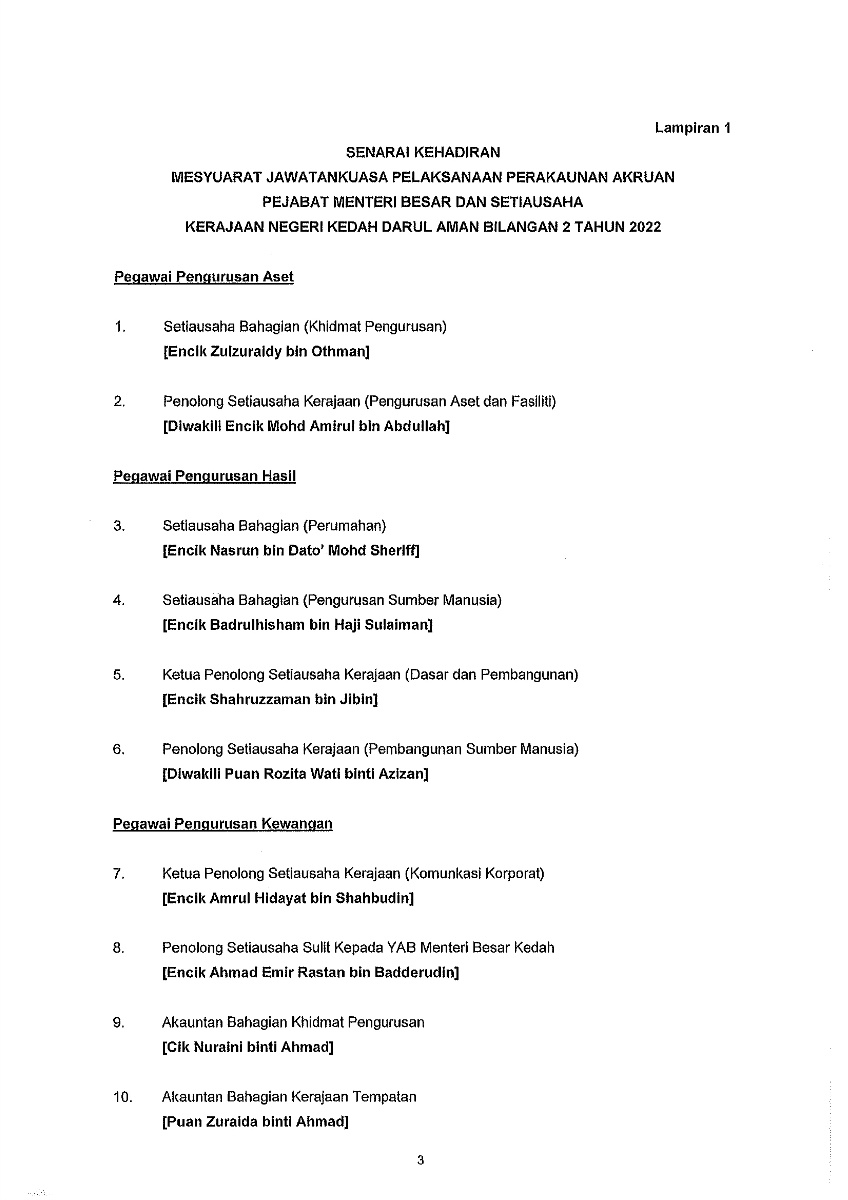 Lampiran 1
SENARAI KEHADIRAN
MESYUARAT JAWATANKUASA PELAKSANAAN PERAKAUNAN AKRUAN
PEJABAT MENTERI BESAR DAN SETIAUSAHA
KERAJAAN NEGERI KEDAH DARUL AMAN BILANGAN 2 TAHUN 2022
Pegawai Pengurusan Aset
1. Setiausaha Bahagian (Khidmat Pengurusan)
[Encik Zulzuraidy bin Othman]
2. Penolong Setiausaha Kerajaan (Pengurusan Aset dan Fasiliti)
[Diwakili Encik Mohd Amirul bin Abdullah]
Pegawai Pengurusan Hasil
3. Setiausaha Bahagian (Perumahan)
[Encik Nasrun bin Dato' Mohd Sheriff]
4. Setiausaha Bahagian (Pengurusan Sumber Manusia)
[Encik Badrulhisham bin Haji Sulaiman]
5. Ketua Penolong Setiausaha Kerajaan (Dasar dan Pembangunan)
[Encik Shahruzzaman bin Jibin]
6. Penolong Setiausaha Kerajaan (Pembangunan Sumber Manusia)
[Diwakili Puan Rozita Wati binti Azizan]
Pegawai Pengurusan Kewangan
7. Ketua Penolong Setiausaha Kerajaan (Komunkasi Korporat)
[Encik Amrul Hidayat bin Shahbudin]
8. Penolong Setiausaha Sulit Kepada YAB Menteri Besar Kedah
[Encik Ahmad Emir Rastan bin Badderudin]
9. Akauntan Bahagian Khidmat Pengurusan
[Cik Nuraini binti Ahmad]
10. Akauntan Bahagian Kerajaan Tempatan
[Puan Zuraida binti Ahmad]
3